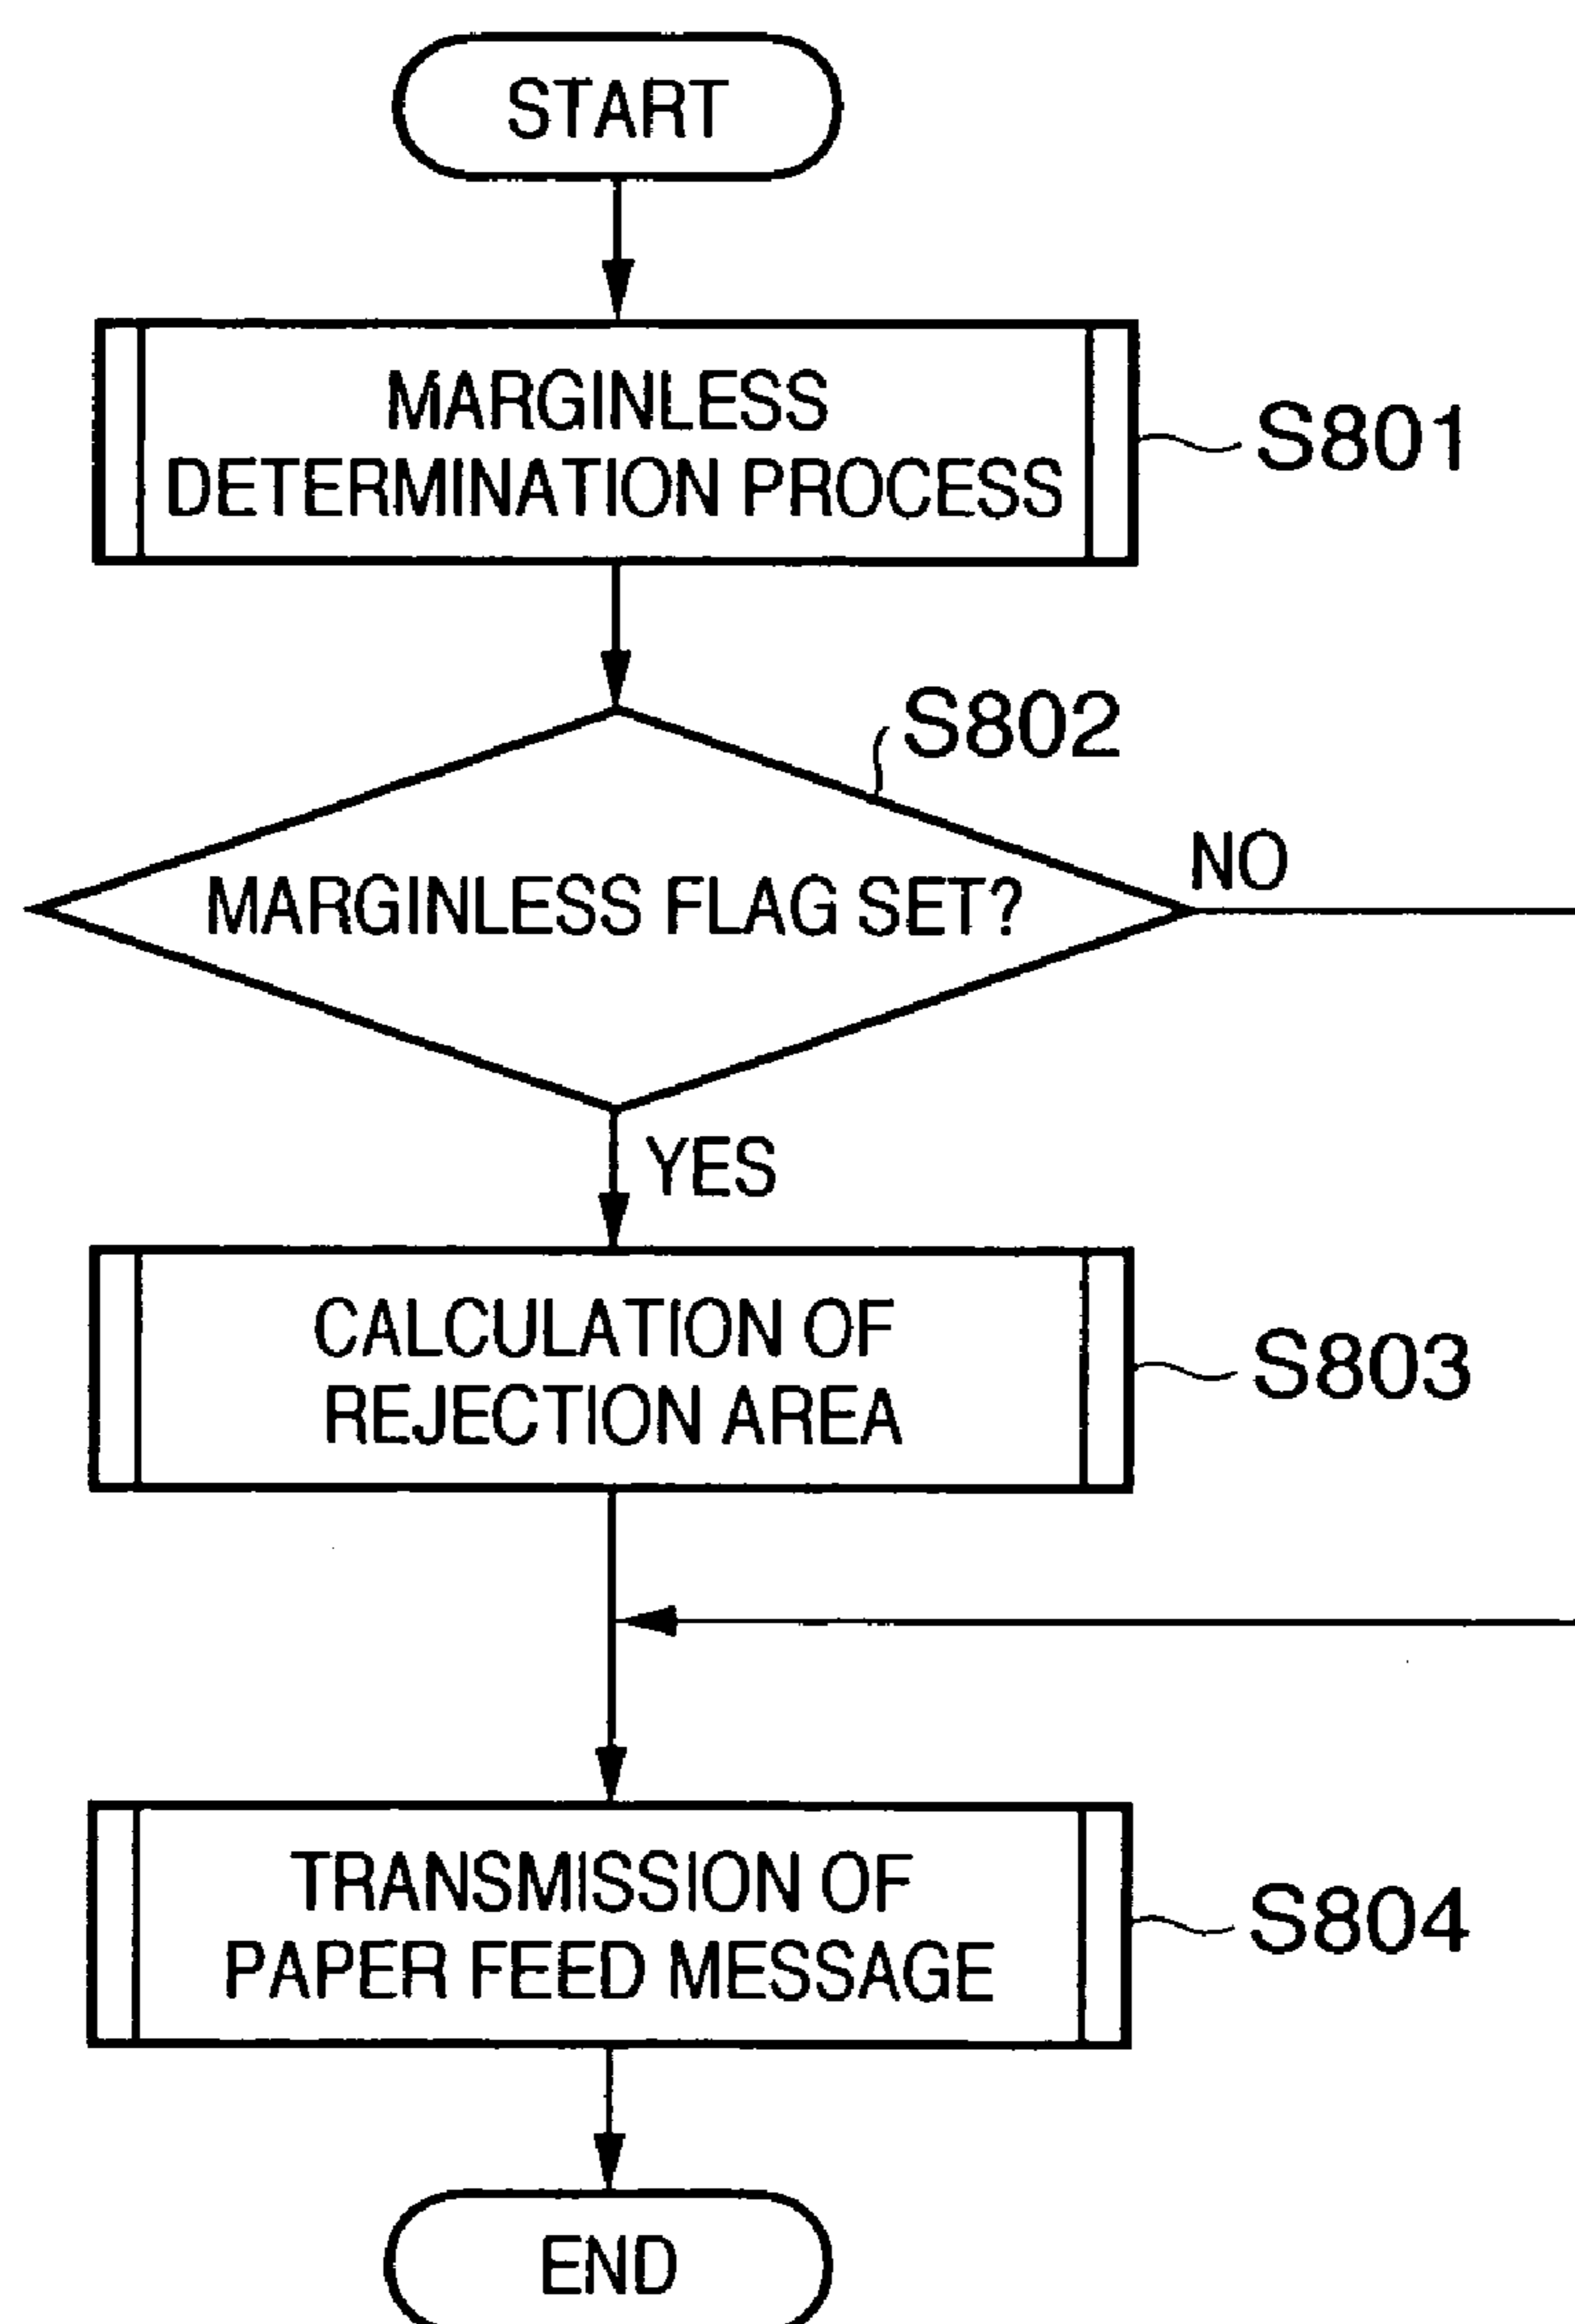 START
MARGINLESS
DETERMINATION PROCESS
S801
S802
MARGINLESS FLAG SET?
NO
YES
CALCULATION OF
REJECTION AREA
S803
TRANSMISSION OF
PAPER FEED MESSAGE
S804
END